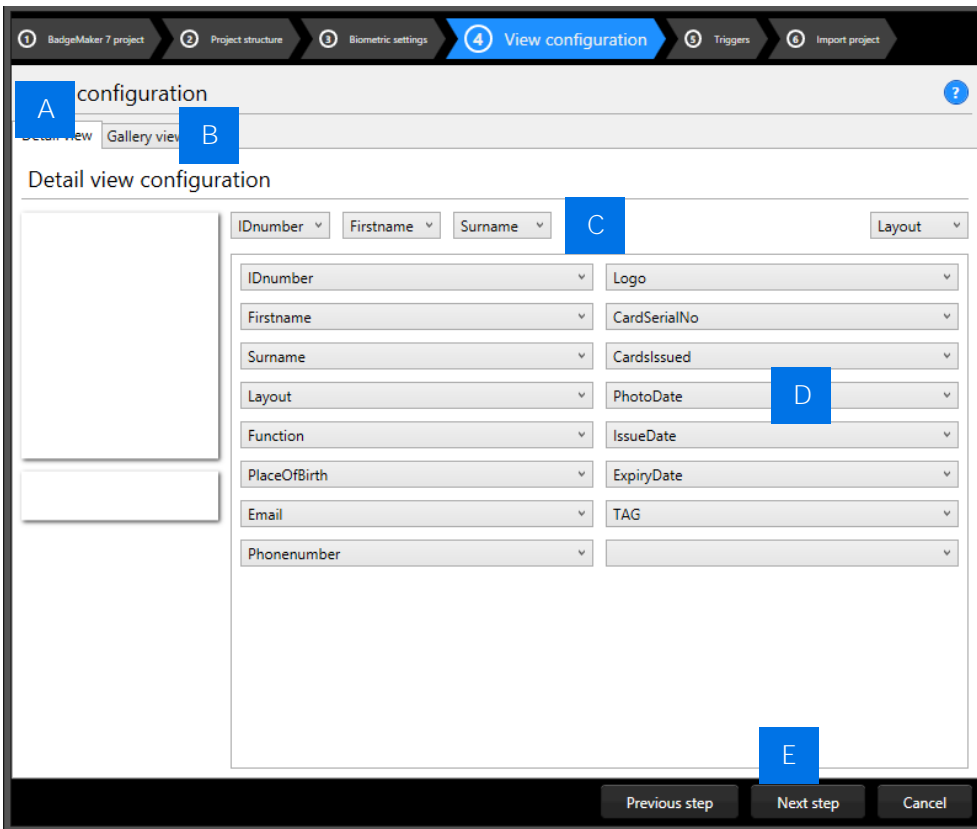 1 BadgeMaker 7 project 2 Project structure 3 Biometric settings 4 View configuration 5 Triggers 6 Import project
configuration ?
A
B
view Gallery view
Detail view configuration
IDnumber Firstname Surname C Layout
IDnumber Logo
Firstname CardSerialNo
Surname CardsIssued
Layout PhotoDate D
Function IssueDate
PlaceOfBirth ExpiryDate
Email TAG
Phonenumber
E
Previous step Next step Cancel